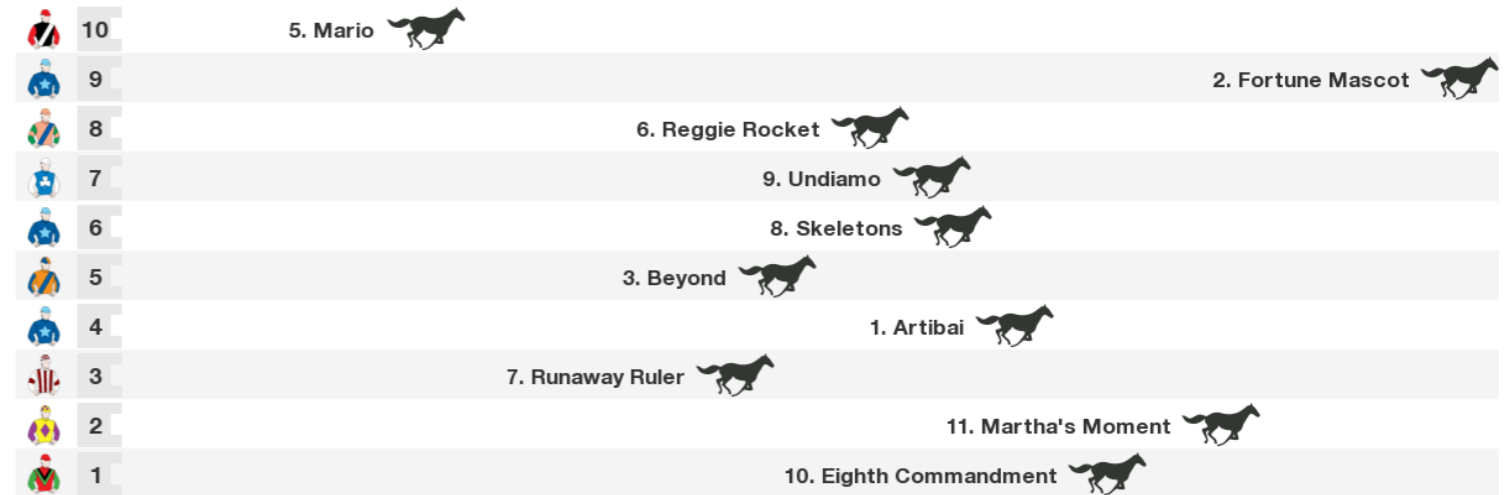 10 5. Mario
9 2. Fortune Mascot
8 6. Reggie Rocket
7 9. Undiamo
6 8. Skeletons
5 3. Beyond
4 1. Artibai
3 7. Runaway Ruler
2 11. Martha's Moment
1 10. Eighth Commandment